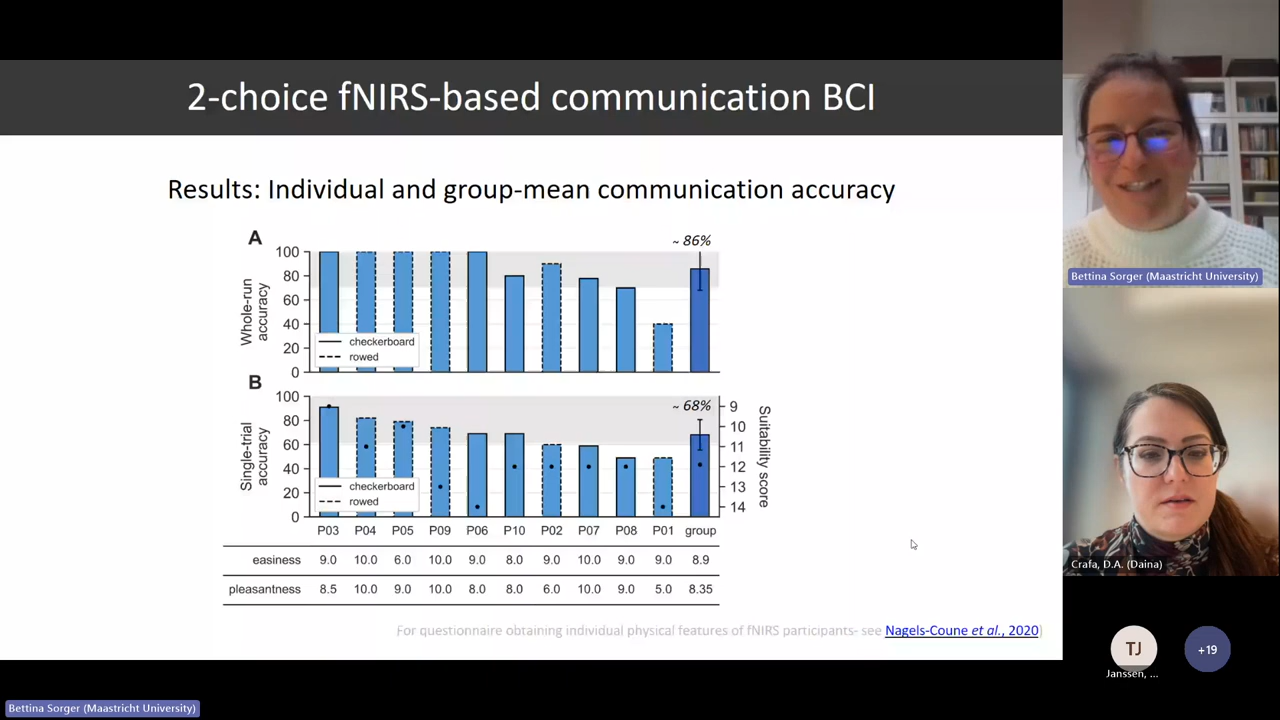 2-choice fNIRS-based communication BCI
Results: Individual and group-mean communication accuracy
A
~ 86%
Whole-run
accuracy
100
80
60
40
20
0
checkerboard
rowed
B
~ 68%
Single-trial
accuracy
100
80
60
40
20
0
checkerboard
rowed
9
10
11
12
13
14
Suitability score
P03 P04 P05 P09 P06 P10 P02 P07 P08 P01 group
easiness 9.0 10.0 6.0 10.0 9.0 8.0 9.0 10.0 9.0 9.0 8.9
pleasantness 8.5 10.0 9.0 10.0 8.0 8.0 6.0 10.0 9.0 5.0 8.35
For questionnaire obtaining individual physical features of fNIRS participants- see Nagels-Coune et al., 2020)
Bettina Sorger (Maastricht University)
Crafa, D.A. (Daina)
TJ
Janssen, ...
+19
Bettina Sorger (Maastricht University)